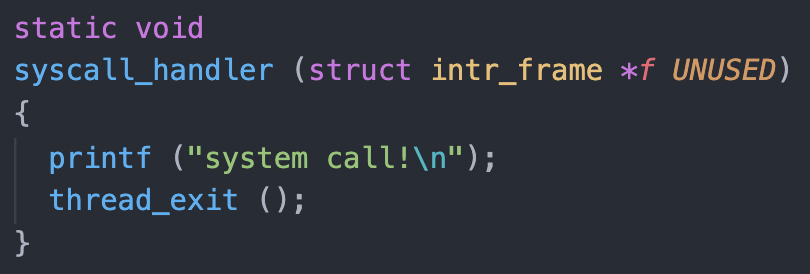 static void
syscall_handler (struct intr_frame *f UNUSED)
{
  printf ("system call!\n");
  thread_exit ();
}